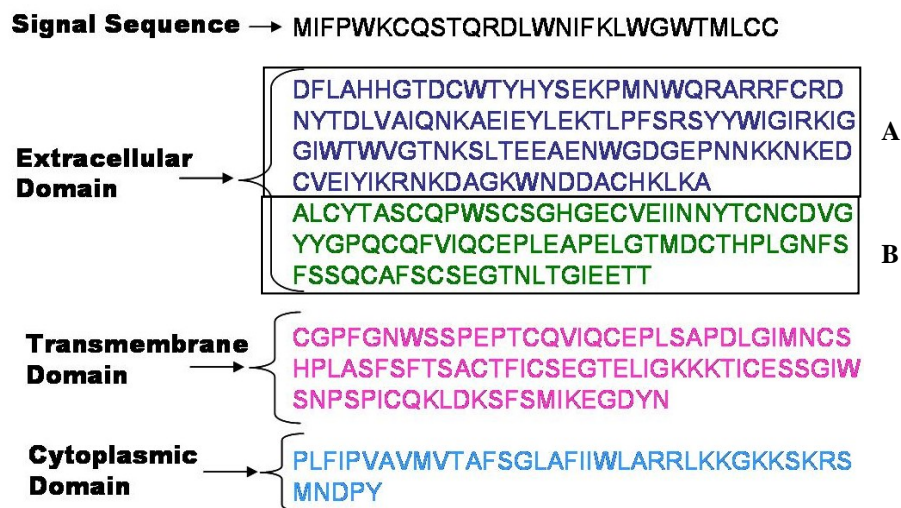 Signal Sequence
MIFPWKCQSTQRDLWNIFKLWGWTMLCC
Extracellular
Domain
DFLAHHGTDCWTYHYSEKPMNWQRARRFCRD
NYTDLVAIQNKAEIEYLEKTLPFSRSYYWIGIRKIG
GIWTWVGTNKSLTEEAENWGDGEPNNKKNKED
CVEIYIKRNKDAGKWNDDACHKLKA
A
ALCYTASCQPWSCSGHGECVEIINNYTCNCDVG
YYGPQCQFVIQCEPLEAPELGTMDCTHPLGNFS
FSSQCAFSCSEGTNLTGIEETT
B
Transmembrane
Domain
CGPFGNWSSPEPTCQVIQCEPLSAPDLGIMNCS
HPLASFSFTSACTFICSEGTELIGKKKTICESSGIW
SNPSPICQKLDKSFSMIKEGDYN
Cytoplasmic
Domain
PLFIPVAVMVTAFSGLAFIIWLARRLKKGKKSKRS
MNDPY